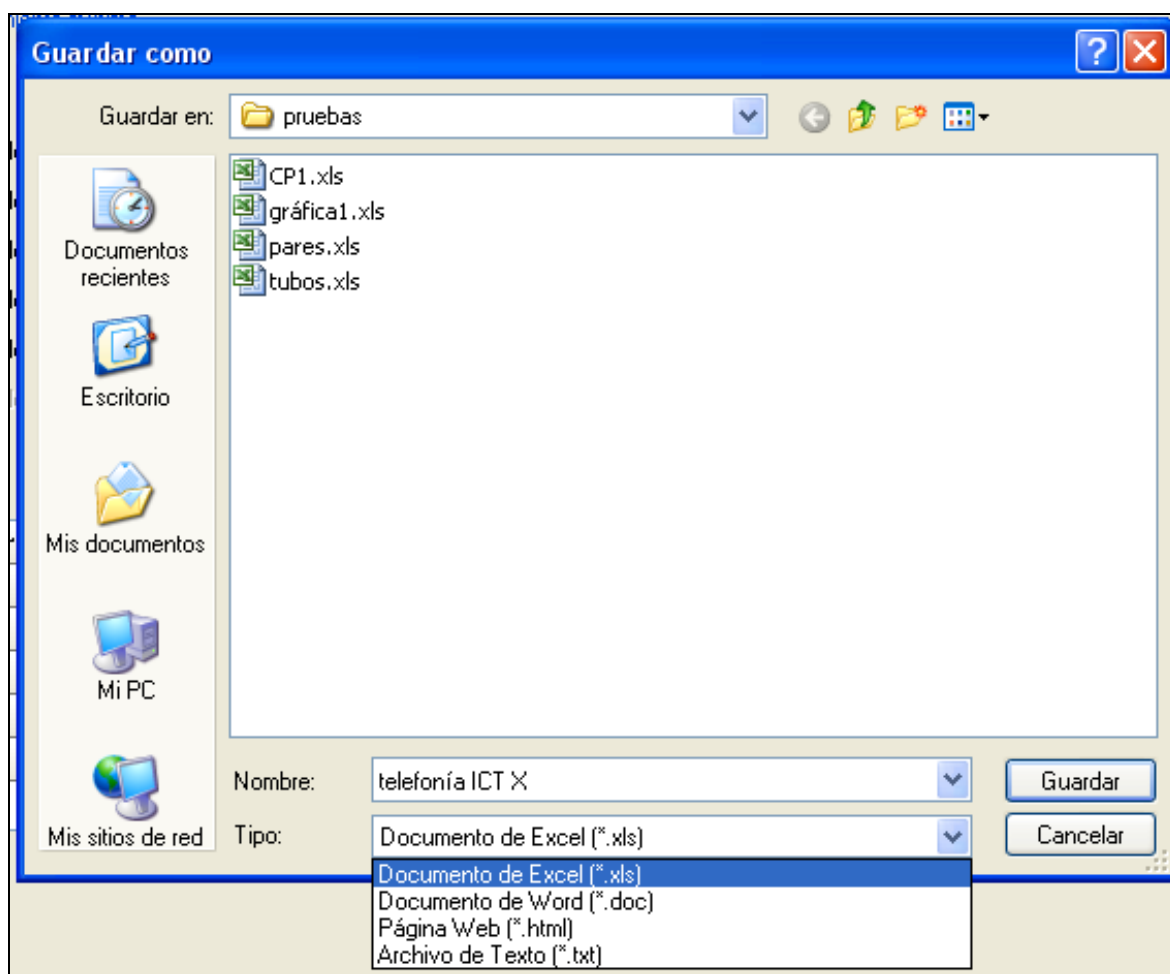 Guardar como
Guardar en:
pruebas
CP1.xls
gráfica1.xls
pares.xls
tubos.xls
Documentos
recientes
Escritorio
Mis documentos
Mi PC
Mis sitios de red
Nombre:
telefonía ICT X
Guardar
Tipo:
Documento de Excel (*.xls)
Cancelar
Documento de Excel (*.xls)
Documento de Word (*.doc)
Página Web (*.html)
Archivo de Texto (*.txt)